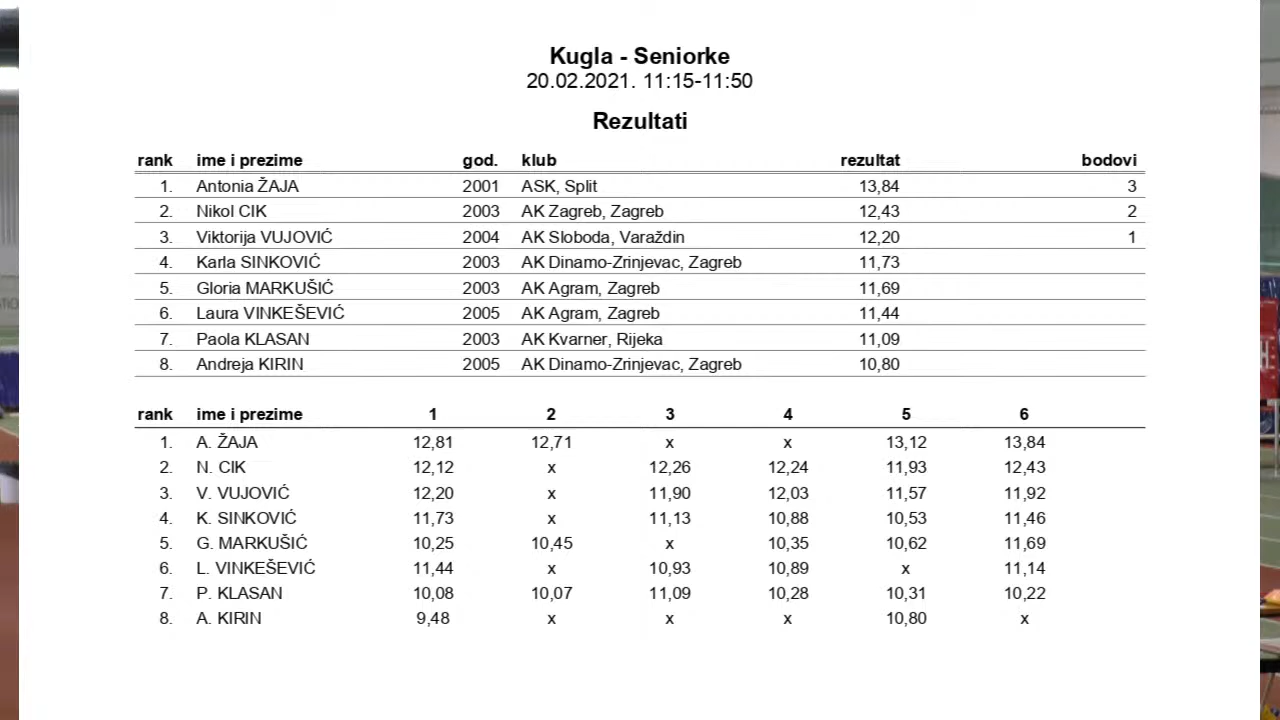 Kugla - Seniorke
20.02.2021. 11:15-11:50
Rezultati
rank ime i prezime god. klub rezultat bodovi
1. Antonia ŽAJA 2001 ASK, Split 13,84 3
2. Nikol CIK 2003 AK Zagreb, Zagreb 12,43 2
3. Viktorija VUJOVIĆ 2004 AK Sloboda, Varaždin 12,20 1
4. Karla SINKOVIĆ 2003 AK Dinamo-Zrinjevac, Zagreb 11,73
5. Gloria MARKUŠIĆ 2003 AK Agram, Zagreb 11,69
6. Laura VINKEŠEVIĆ 2005 AK Agram, Zagreb 11,44
7. Paola KLASAN 2003 AK Kvarner, Rijeka 11,09
8. Andreja KIRIN 2005 AK Dinamo-Zrinjevac, Zagreb 10,80
rank ime i prezime 1 2 3 4 5 6
1. A. ŽAJA 12,81 12,71 x x 13,12 13,84
2. N. CIK 12,12 x 12,26 12,24 11,93 12,43
3. V. VUJOVIĆ 12,20 x 11,90 12,03 11,57 11,92
4. K. SINKOVIĆ 11,73 x 11,13 10,88 10,53 11,46
5. G. MARKUŠIĆ 10,25 10,45 x 10,35 10,62 11,69
6. L. VINKEŠEVIĆ 11,44 x 10,93 10,89 x 11,14
7. P. KLASAN 10,08 10,07 11,09 10,28 10,31 10,22
8. A. KIRIN 9,48 x x x 10,80 x